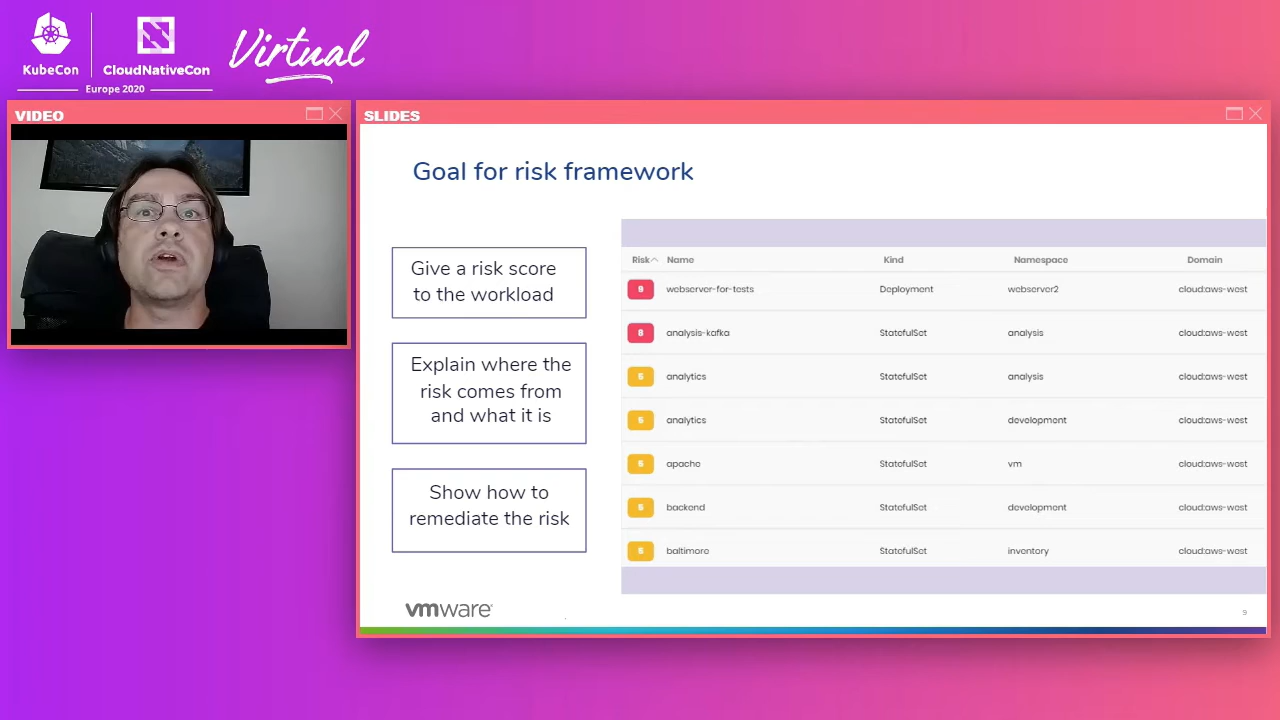 KubeCon
CloudNativeCon
Europe 2020
Virtual
VIDEO
SLIDES
Goal for risk framework
Give a risk score
to the workload
Explain where the
risk comes from
and what it is
Show how to
remediate the risk
Risk Name Kind Namespace Domain
9 webserver-for-tests Deployment webserver2 cloud:aws-west
8 analysis-kafka StatefulSet analysis cloud:aws-west
5 analytics StatefulSet analysis cloud:aws-west
5 analytics StatefulSet development cloud:aws-west
5 apache StatefulSet vm cloud:aws-west
5 backend StatefulSet development cloud:aws-west
5 baltimore StatefulSet inventory cloud:aws-west
vmware
9